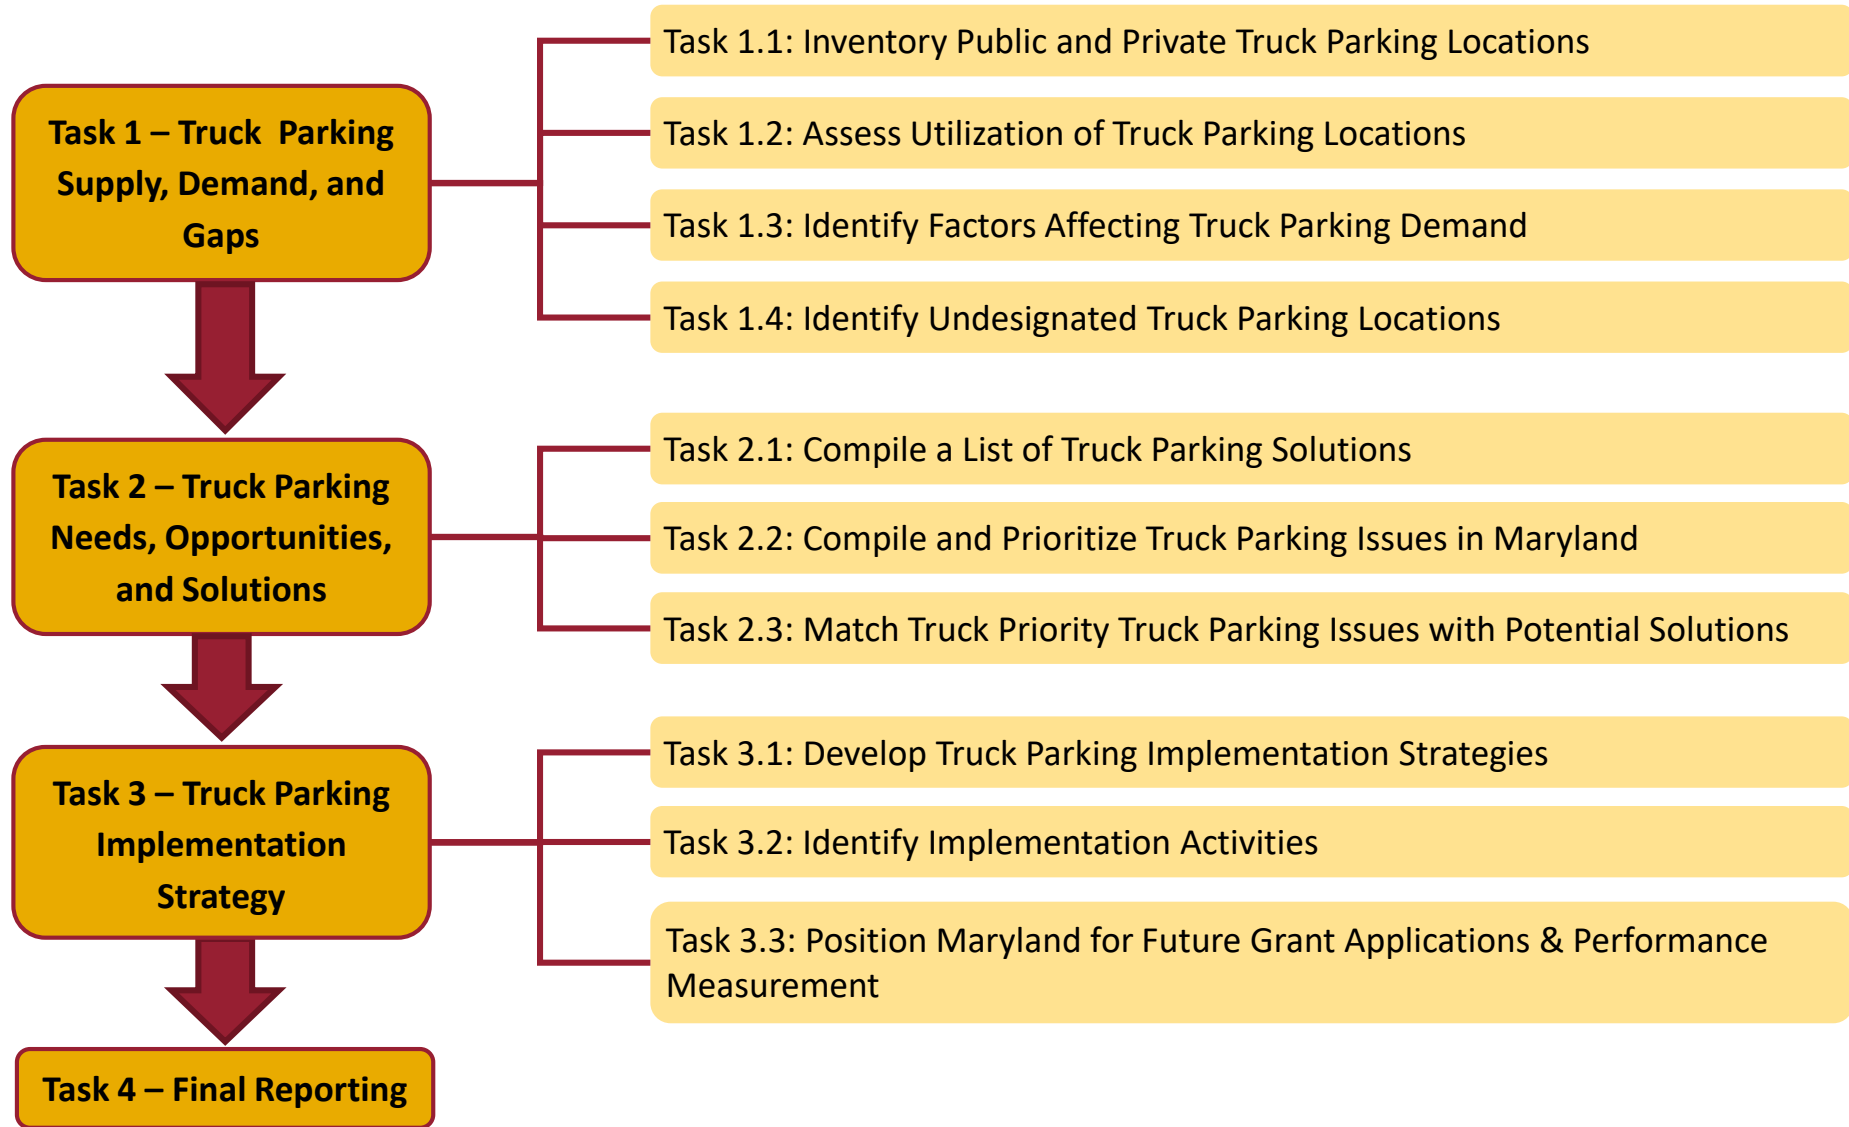 Task 1 – Truck  Parking
Supply, Demand, and
Gaps
Task 1.1: Inventory Public and Private Truck Parking Locations
Task 1.2: Assess Utilization of Truck Parking Locations
Task 1.3: Identify Factors Affecting Truck Parking Demand
Task 1.4: Identify Undesignated Truck Parking Locations
Task 2 – Truck Parking
Needs, Opportunities,
and Solutions
Task 2.1: Compile a List of Truck Parking Solutions
Task 2.2: Compile and Prioritize Truck Parking Issues in Maryland
Task 2.3: Match Truck Priority Truck Parking Issues with Potential Solutions
Task 3 – Truck Parking
Implementation
Strategy
Task 3.1: Develop Truck Parking Implementation Strategies
Task 3.2: Identify Implementation Activities
Task 3.3: Position Maryland for Future Grant Applications & Performance
Measurement
Task 4 – Final Reporting